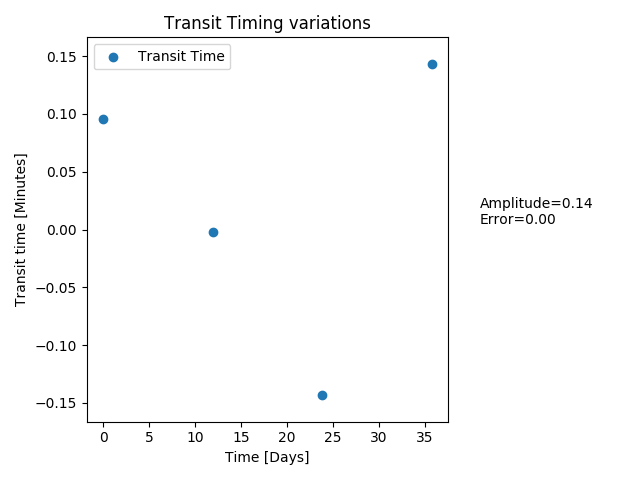 Transit Timing variations
Transit Time
0.15
0.10
0.05
0.00
−0.05
−0.10
−0.15
Transit time [Minutes]
0 5 10 15 20 25 30 35
Time [Days]
Amplitude=0.14
Error=0.00